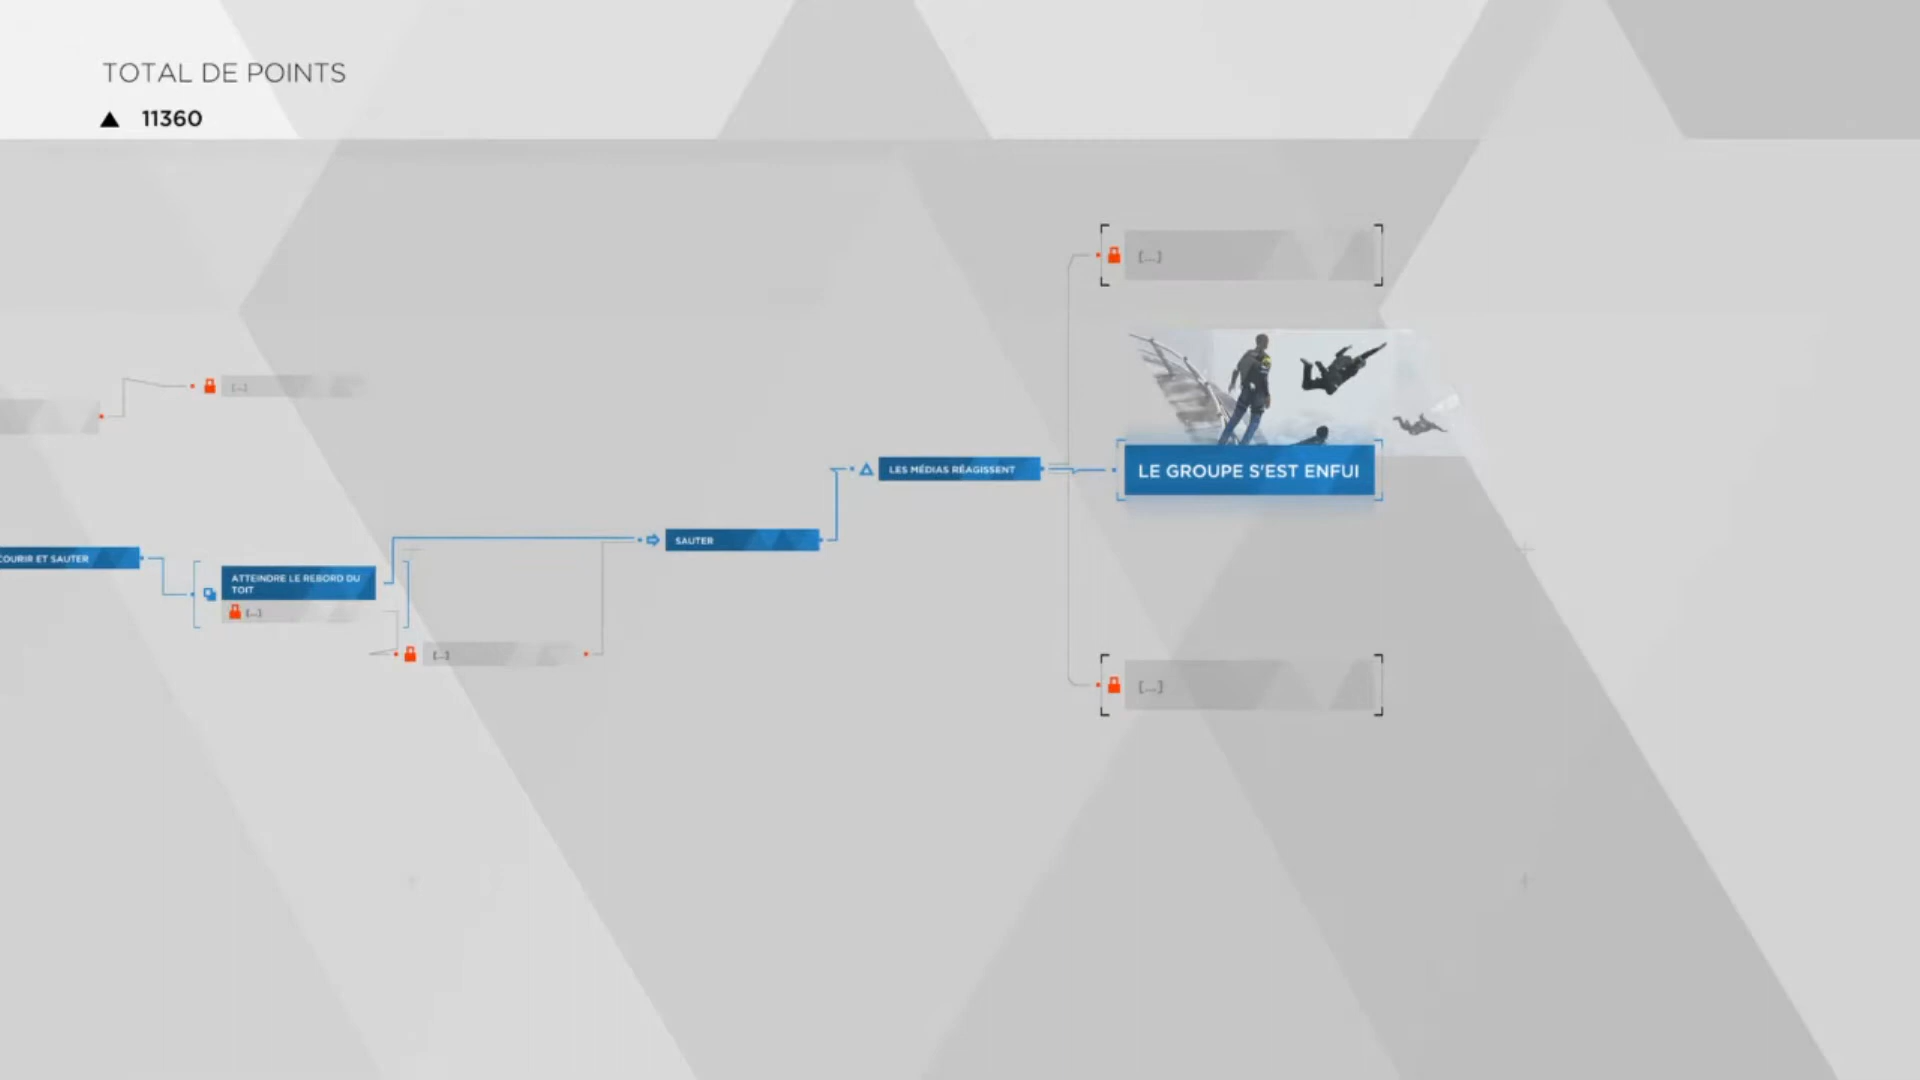 TOTAL DE POINTS
▲ 11360
[...]
[...]
LES MÉDIAS RÉAGISSENT
LE GROUPE S'EST ENFUI
SAUTER
COURIR ET SAUTER
ATTEINDRE LE REBORD DU
TOIT
[...]
[...]
[...]